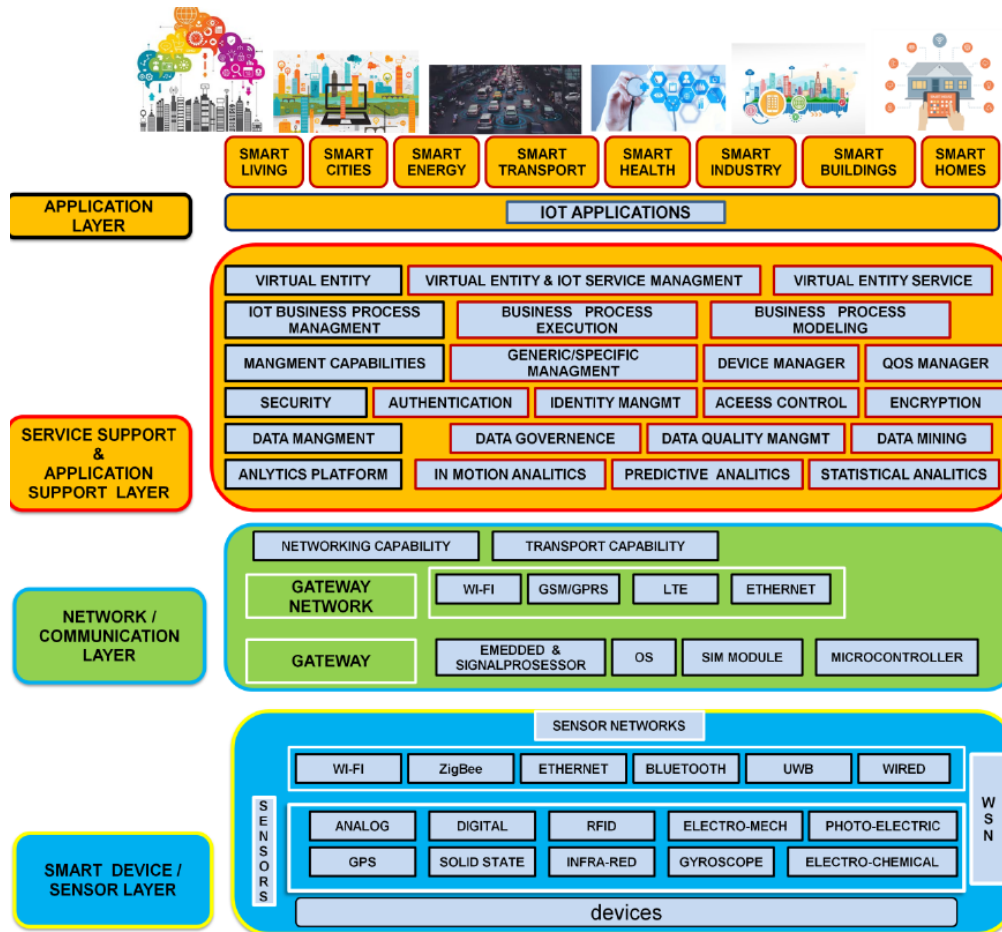 SMART LIVING
SMART CITIES
SMART ENERGY
SMART TRANSPORT
SMART HEALTH
SMART INDUSTRY
SMART BUILDINGS
SMART HOMES
APPLICATION
LAYER
IOT APPLICATIONS
VIRTUAL ENTITY
VIRTUAL ENTITY & IOT SERVICE MANAGMENT
VIRTUAL ENTITY SERVICE
IOT BUSINESS PROCESS
MANAGMENT
BUSINESS PROCESS
EXECUTION
BUSINESS PROCESS
MODELING
MANGMENT CAPABILITIES
GENERIC/SPECIFIC
MANAGMENT
DEVICE MANAGER
QOS MANAGER
SECURITY
AUTHENTICATION
IDENTITY MANGMT
ACEESS CONTROL
ENCRYPTION
SERVICE SUPPORT
&
APPLICATION
SUPPORT LAYER
DATA MANGMENT
DATA GOVERNENCE
DATA QUALITY MANGMT
DATA MINING
ANLYTICS PLATFORM
IN MOTION ANALITICS
PREDICTIVE ANALITICS
STATISTICAL ANALITICS
NETWORKING CAPABILITY
TRANSPORT CAPABILITY
GATEWAY
NETWORK
WI-FI
GSM/GPRS
LTE
ETHERNET
NETWORK /
COMMUNICATION
LAYER
GATEWAY
EMEDDED &
SIGNALPROSESSOR
OS
SIM MODULE
MICROCONTROLLER
SENSOR NETWORKS
WI-FI
ZigBee
ETHERNET
BLUETOOTH
UWB
WIRED
WSN
SENSORS
ANALOG
DIGITAL
RFID
ELECTRO-MECH
PHOTO-ELECTRIC
GPS
SOLID STATE
INFRA-RED
GYROSCOPE
ELECTRO-CHEMICAL
SMART DEVICE /
SENSOR LAYER
devices